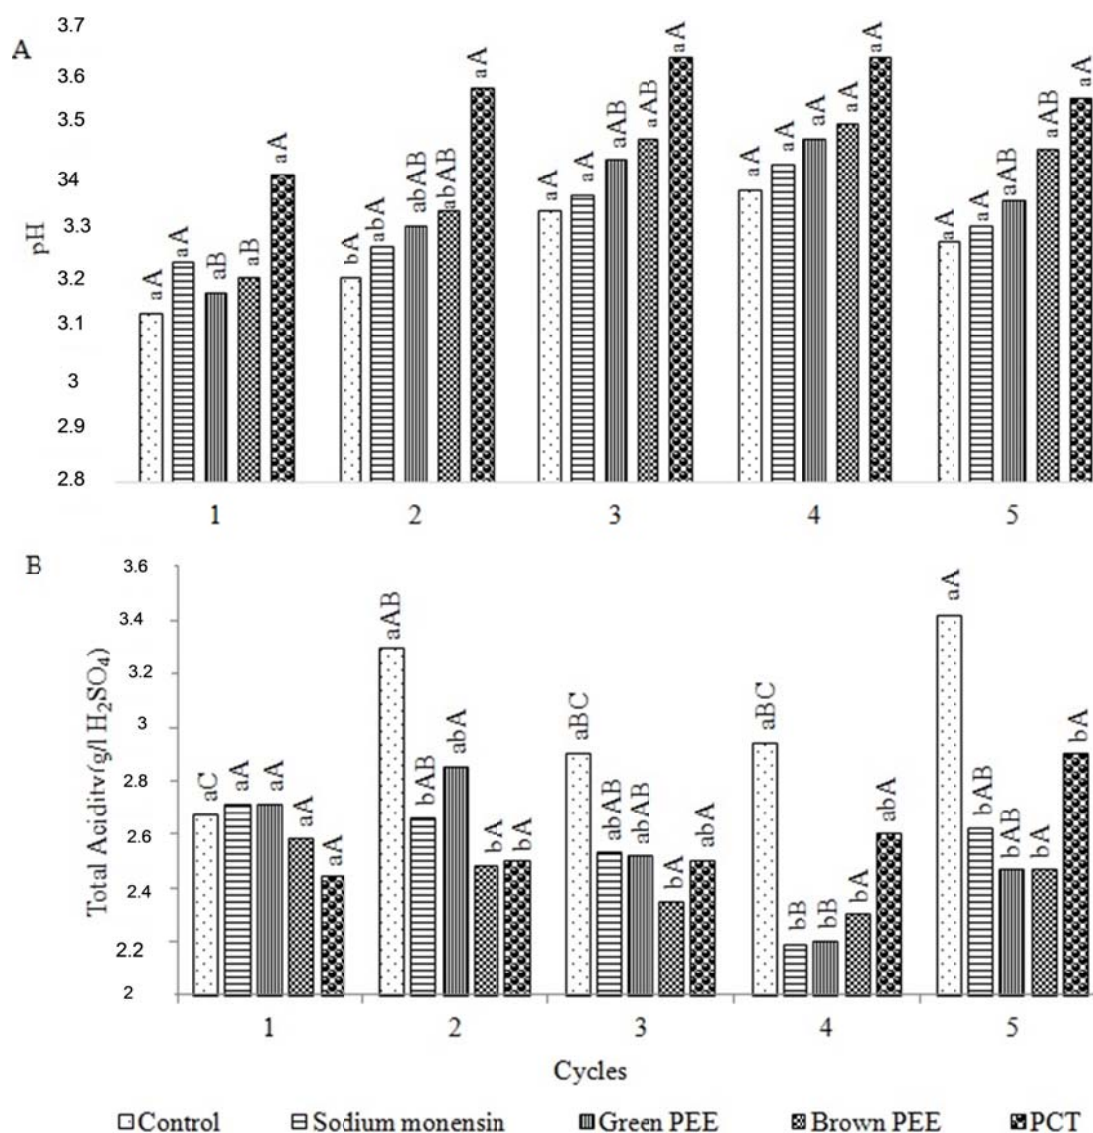 A
pH
3.7
3.6
3.5
34
3.3
3.2
3.1
3
2.9
2.8
aA aA aB aB aA
bA abA abAB abAB aA
aA aA aAB aAB aA
aA aA aA aA aA
aA aA aAB aAB aA
1 2 3 4 5
B
Total Acidity(g/l H₂SO₄)
3.6
3.4
3.2
3
2.8
2.6
2.4
2.2
2
aC aA aA aA aA
aAB bAB abA bA bA
aBC abAB abAB bA abA
aBC bB bB bA abA
aA bAB bAB bA bA
1 2 3 4 5
Cycles
Control Sodium monensin Green PEE Brown PEE PCT